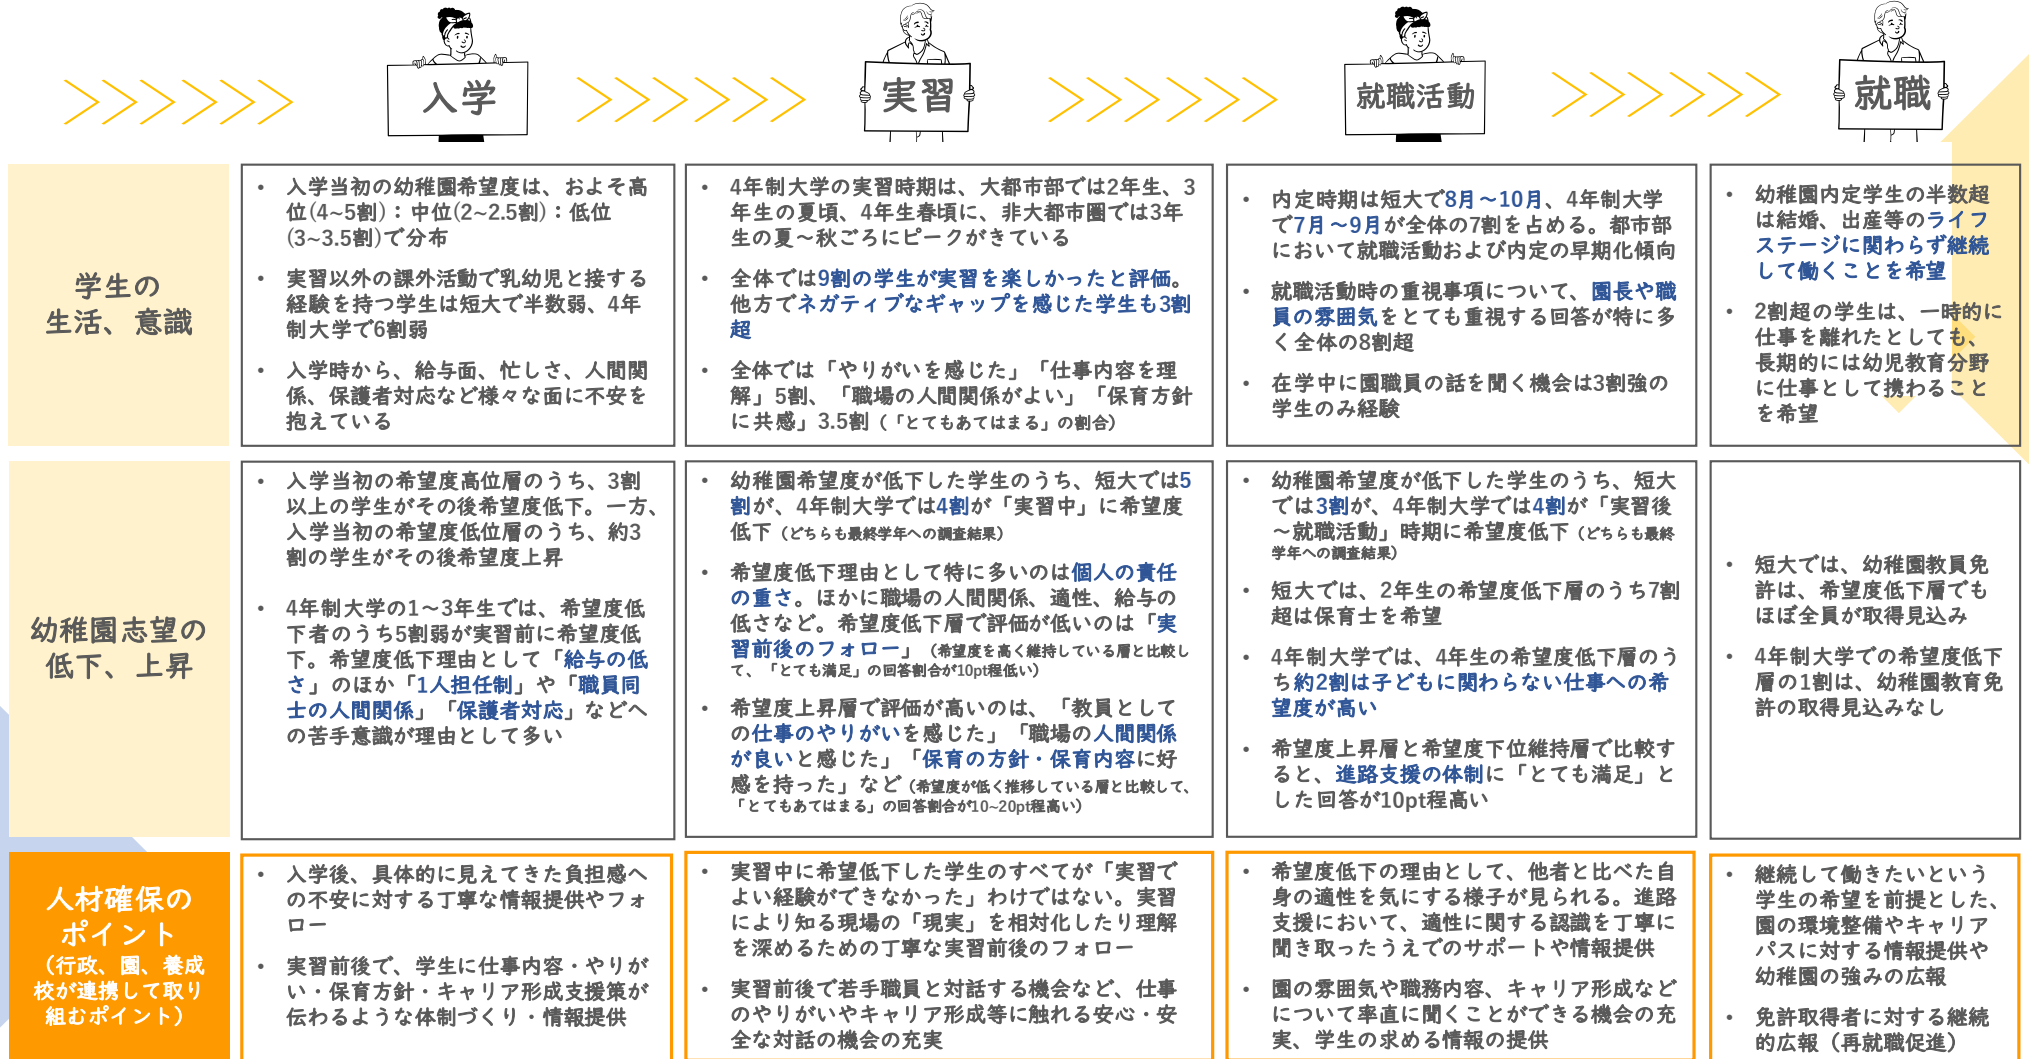 入学
実習
就職活動
就職
学生の
生活、意識
• 入学当初の幼稚園希望度は、およそ高
位(4~5割)：中位(2~2.5割)：低位
(3~3.5割)で分布
• 実習以外の課外活動で乳幼児と接する
経験を持つ学生は短大で半数弱、4年
制大学で6割弱
• 入学時から、給与面、忙しさ、人間関
係、保護者対応など様々な面に不安を
抱えている
• 4年制大学の実習時期は、大都市部では2年生、3
年生の夏頃、4年生春頃に、非大都市圏では3年
生の夏～秋ごろにピークがきている
• 全体では9割の学生が実習を楽しかったと評価。
他方でネガティブなギャップを感じた学生も3割
超
• 全体では「やりがいを感じた」「仕事内容を理
解」5割、「職場の人間関係がよい」「保育方針
に共感」3.5割（「とてもあてはまる」の割合）
• 内定時期は短大で8月～10月、4年制大学
で7月～9月が全体の7割を占める。都市部
において就職活動および内定の早期化傾向
• 就職活動時の重視事項について、園長や職
員の雰囲気をとても重視する回答が特に多
く全体の8割超
• 在学中に園職員の話を聞く機会は3割強の
学生のみ経験
• 幼稚園内定学生の半数超
は結婚、出産等のライフ
ステージに関わらず継続
して働くことを希望
• 2割超の学生は、一時的に
仕事を離れたとしても、
長期的には幼児教育分野
に仕事として携わること
を希望
幼稚園志望の
低下、上昇
• 入学当初の希望度高位層のうち、3割
以上の学生がその後希望度低下。一方、
入学当初の希望度低位層のうち、約3
割の学生がその後希望度上昇
• 4年制大学の1～3年生では、希望度低
下者のうち5割弱が実習前に希望度低
下。希望度低下理由として「給与の低
さ」のほか「1人担任制」や「職員同
士の人間関係」「保護者対応」などへ
の苦手意識が理由として多い
• 幼稚園希望度が低下した学生のうち、短大では5
割が、4年制大学では4割が「実習中」に希望度
低下（どちらも最終学年への調査結果）
• 希望度低下理由として特に多いのは個人の責任
の重さ。ほかに職場の人間関係、適性、給与の
低さなど。希望度低下層で評価が低いのは「実
習前後のフォロー」（希望度を高く維持している層と比較し
て、「とても満足」の回答割合が10pt程低い）
• 希望度上昇層で評価が高いのは、「教員として
の仕事のやりがいを感じた」「職場の人間関係
が良いと感じた」「保育の方針・保育内容に好
感を持った」など（希望度が低く推移している層と比較して、
「とてもあてはまる」の回答割合が10~20pt程高い）
• 幼稚園希望度が低下した学生のうち、短大
では3割が、4年制大学では4割が「実習後
～就職活動」時期に希望度低下（どちらも最終
学年への調査結果）
• 短大では、2年生の希望度低下層のうち7割
超は保育士を希望
• 4年制大学では、4年生の希望度低下層のう
ち約2割は子どもに関わらない仕事への希
望度が高い
• 希望度上昇層と希望度下位維持層で比較す
ると、進路支援の体制に「とても満足」と
した回答が10pt程高い
• 短大では、幼稚園教員免
許は、希望度低下層でも
ほぼ全員が取得見込み
• 4年制大学での希望度低下
層の1割は、幼稚園教育免
許の取得見込みなし
人材確保の
ポイント
（行政、園、養成
校が連携して取り
組むポイント）
• 入学後、具体的に見えてきた負担感へ
の不安に対する丁寧な情報提供やフォ
ロー
• 実習前後で、学生に仕事内容・やりが
い・保育方針・キャリア形成支援策が
伝わるような体制づくり・情報提供
• 実習中に希望低下した学生のすべてが「実習で
よい経験ができなかった」わけではない。実習
により知る現場の「現実」を相対化したり理解
を深めるための丁寧な実習前後のフォロー
• 実習前後で若手職員と対話する機会など、仕事
のやりがいやキャリア形成等に触れる安心・安
全な対話の機会の充実
• 希望度低下の理由として、他者と比べた自
身の適性を気にする様子が見られる。進路
支援において、適性に関する認識を丁寧に
聞き取ったうえでのサポートや情報提供
• 園の雰囲気や職務内容、キャリア形成など
について率直に聞くことができる機会の充
実、学生の求める情報の提供
• 継続して働きたいという
学生の希望を前提とした、
園の環境整備やキャリア
パスに対する情報提供や
幼稚園の強みの広報
• 免許取得者に対する継続
的広報（再就職促進）